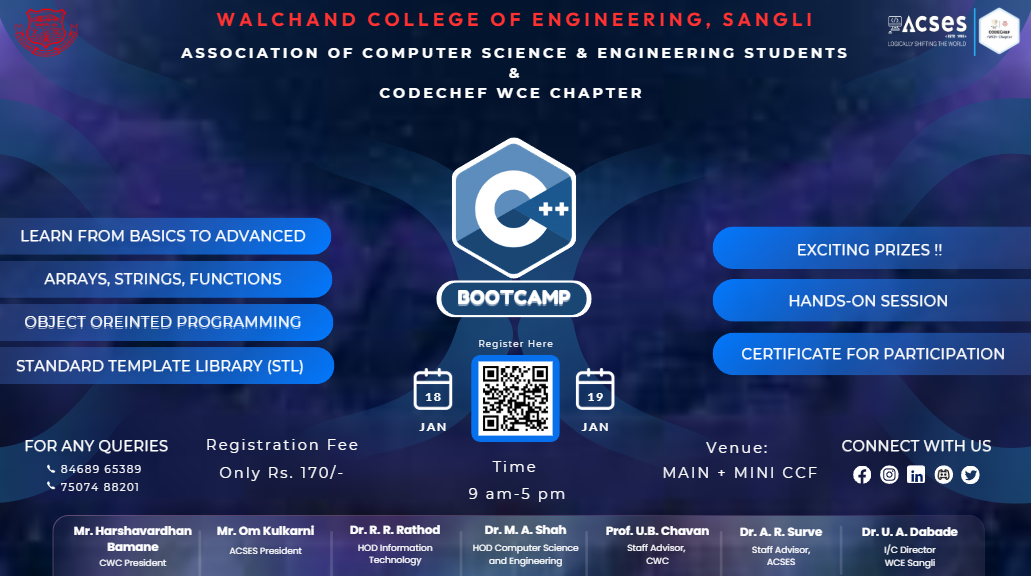 WALCHAND COLLEGE OF ENGINEERING, SANGLI
ASSOCIATION OF COMPUTER SCIENCE & ENGINEERING STUDENTS
&
CODECHEF WCE CHAPTER
ACSES
LOGICALLY SHIFTING THE WORLD
CODECHEF
C++
BOOTCAMP
LEARN FROM BASICS TO ADVANCED
ARRAYS, STRINGS, FUNCTIONS
OBJECT OREINTED PROGRAMMING
STANDARD TEMPLATE LIBRARY (STL)
EXCITING PRIZES !!
HANDS-ON SESSION
CERTIFICATE FOR PARTICIPATION
Register Here
18
JAN
19
JAN
FOR ANY QUERIES
84689 65389
75074 88201
Registration Fee
Only Rs. 170/-
Time
9 am-5 pm
Venue:
MAIN + MINI CCF
CONNECT WITH US
Mr. Harshavardhan
Bamane
CWC President
Mr. Om Kulkarni
ACSES President
Dr. R. R. Rathod
HOD Information
Technology
Dr. M. A. Shah
HOD Computer Science
and Engineering
Prof. U.B. Chavan
Staff Advisor,
CWC
Dr. A. R. Surve
Staff Advisor,
ACSES
Dr. U. A. Dabade
I/C Director
WCE Sangli